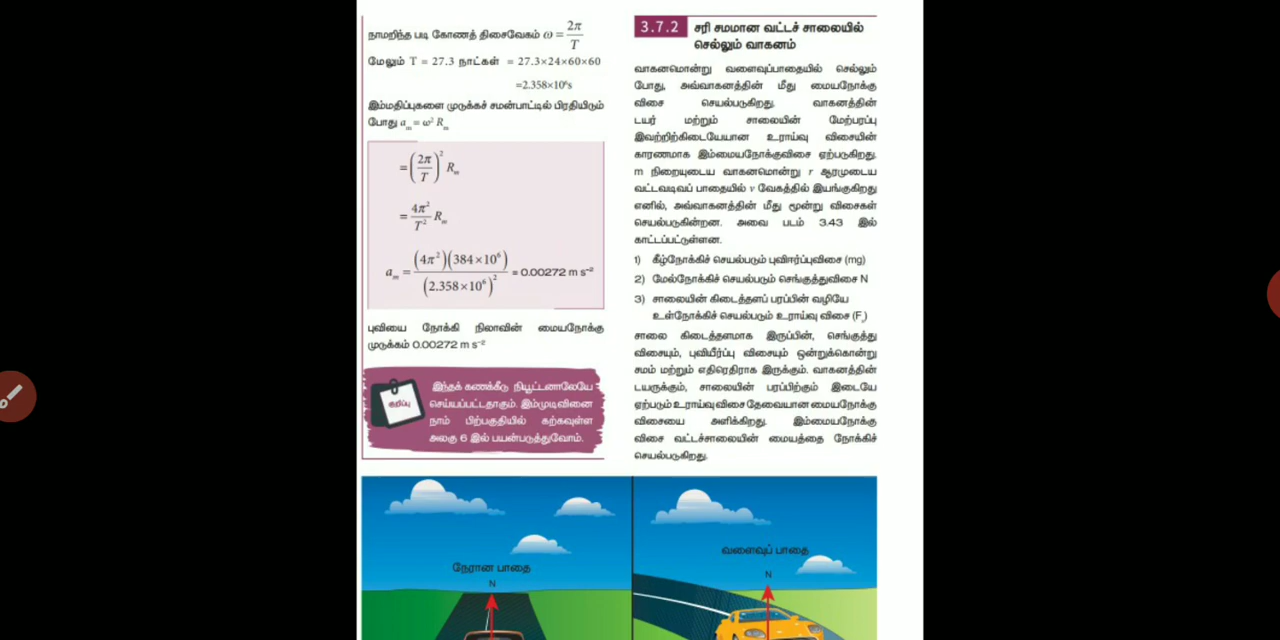 நாமறிந்த படி கோணத் திசைவேகம் ω = 2π/T
மேலும் T = 27.3 நாட்கள் = 27.3×24×60×60
=2.358×10⁶s
இம்மதிப்புகளை முடுக்கச் சமன்பாட்டில் பிரதியிடும்
போது aₘ = ω² Rₘ
= (2π/T)² Rₘ
= 4π²/T² Rₘ
aₘ = (4π²)(384×10⁶)/(2.358×10⁶)² = 0.00272 m s⁻²
புவியை நோக்கி நிலாவின் மையநோக்கு
முடுக்கம் 0.00272 m s⁻²
குறிப்பு
இந்தக் கணக்கீடு நியூட்டனாலேயே
செய்யப்பட்டதாகும். இம்முடிவினை
நாம் பிற்பகுதியில் கற்கவுள்ள
அலகு 6 இல் பயன்படுத்துவோம்.
3.7.2 சரி சமமான வட்டச் சாலையில்
செல்லும் வாகனம்
வாகனமொன்று வளைவுப்பாதையில் செல்லும்
போது, அவ்வாகனத்தின் மீது மையநோக்கு
விசை செயல்படுகிறது. வாகனத்தின்
டயர் மற்றும் சாலையின் மேற்பரப்பு
இவற்றிற்கிடையேயான உராய்வு விசையின்
காரணமாக இம்மையநோக்குவிசை ஏற்படுகிறது.
m நிறையுடைய வாகனமொன்று r ஆரமுடைய
வட்டவடிவப் பாதையில் v வேகத்தில் இயங்குகிறது
எனில், அவ்வாகனத்தின் மீது மூன்று விசைகள்
செயல்படுகின்றன. அவை படம் 3.43 இல்
காட்டப்பட்டுள்ளன.
1) கீழ்நோக்கிச் செயல்படும் புவிஈர்ப்புவிசை (mg)
2) மேல்நோக்கிச் செயல்படும் செங்குத்துவிசை N
3) சாலையின் கிடைத்தளப் பரப்பின் வழியே
உள்நோக்கிச் செயல்படும் உராய்வு விசை (Fₛ)
சாலை கிடைத்தளமாக இருப்பின், செங்குத்து
விசையும், புவியீர்ப்பு விசையும் ஒன்றுக்கொன்று
சமம் மற்றும் எதிரெதிராக இருக்கும். வாகனத்தின்
டயருக்கும், சாலையின் பரப்பிற்கும் இடையே
ஏற்படும் உராய்வு விசை தேவையான மையநோக்கு
விசையை அளிக்கிறது. இம்மையநோக்கு
விசை வட்டச்சாலையின் மையத்தை நோக்கிச்
செயல்படுகிறது.
நேரான பாதை
N
வளைவுப் பாதை
N